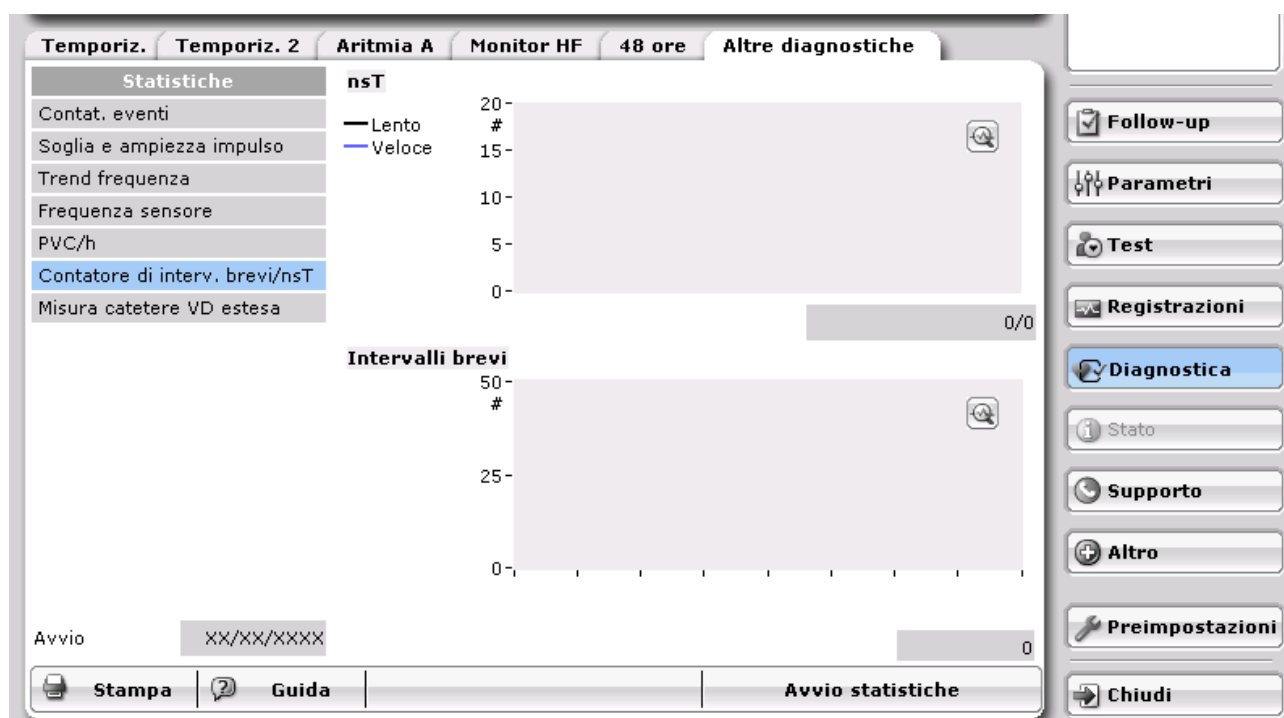 Temporiz. Temporiz. 2 Aritmia A Monitor HF 48 ore Altre diagnostiche
Statistiche
Contat. eventi
Soglia e ampiezza impulso
Trend frequenza
Frequenza sensore
PVC/h
Contatore di interv. brevi/nsT
Misura catetere VD estesa
nsT
Lento
Veloce
20
#
15
10
5
0
0/0
Intervalli brevi
50
#
25
0
Avvio XX/XX/XXXX
0
Stampa Guida Avvio statistiche
Follow-up
Parametri
Test
Registrazioni
Diagnostica
Stato
Supporto
Altro
Preimpostazioni
Chiudi